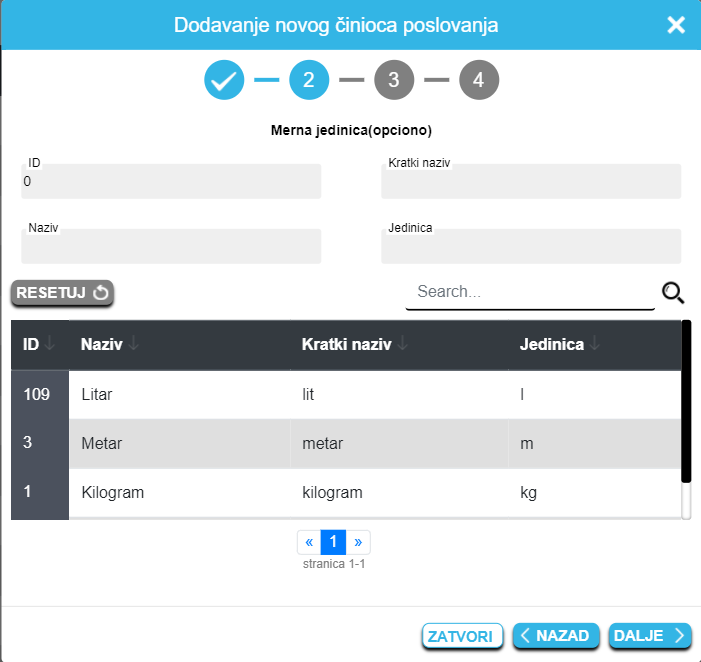 Dodavanje novog činioca poslovanja
2 3 4
Merna jedinica(opciono)
ID Kratki naziv
0
Naziv Jedinica
RESETUJ Search...
ID Naziv Kratki naziv Jedinica
109 Litar lit l
3 Metar metar m
1 Kilogram kilogram kg
« 1 »
stranica 1-1
ZATVORI NAZAD DALJE